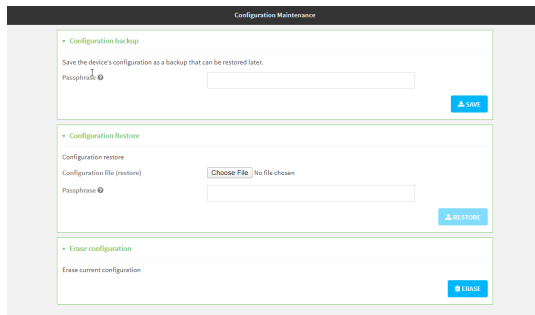 Configuration Maintenance
Configuration backup
Save the device's configuration as a backup that can be restored later.
Passphrase
SAVE
Configuration Restore
Configuration restore
Configuration file (restore) Choose File No file chosen
Passphrase
RESTORE
Erase configuration
Erase current configuration
ERASE